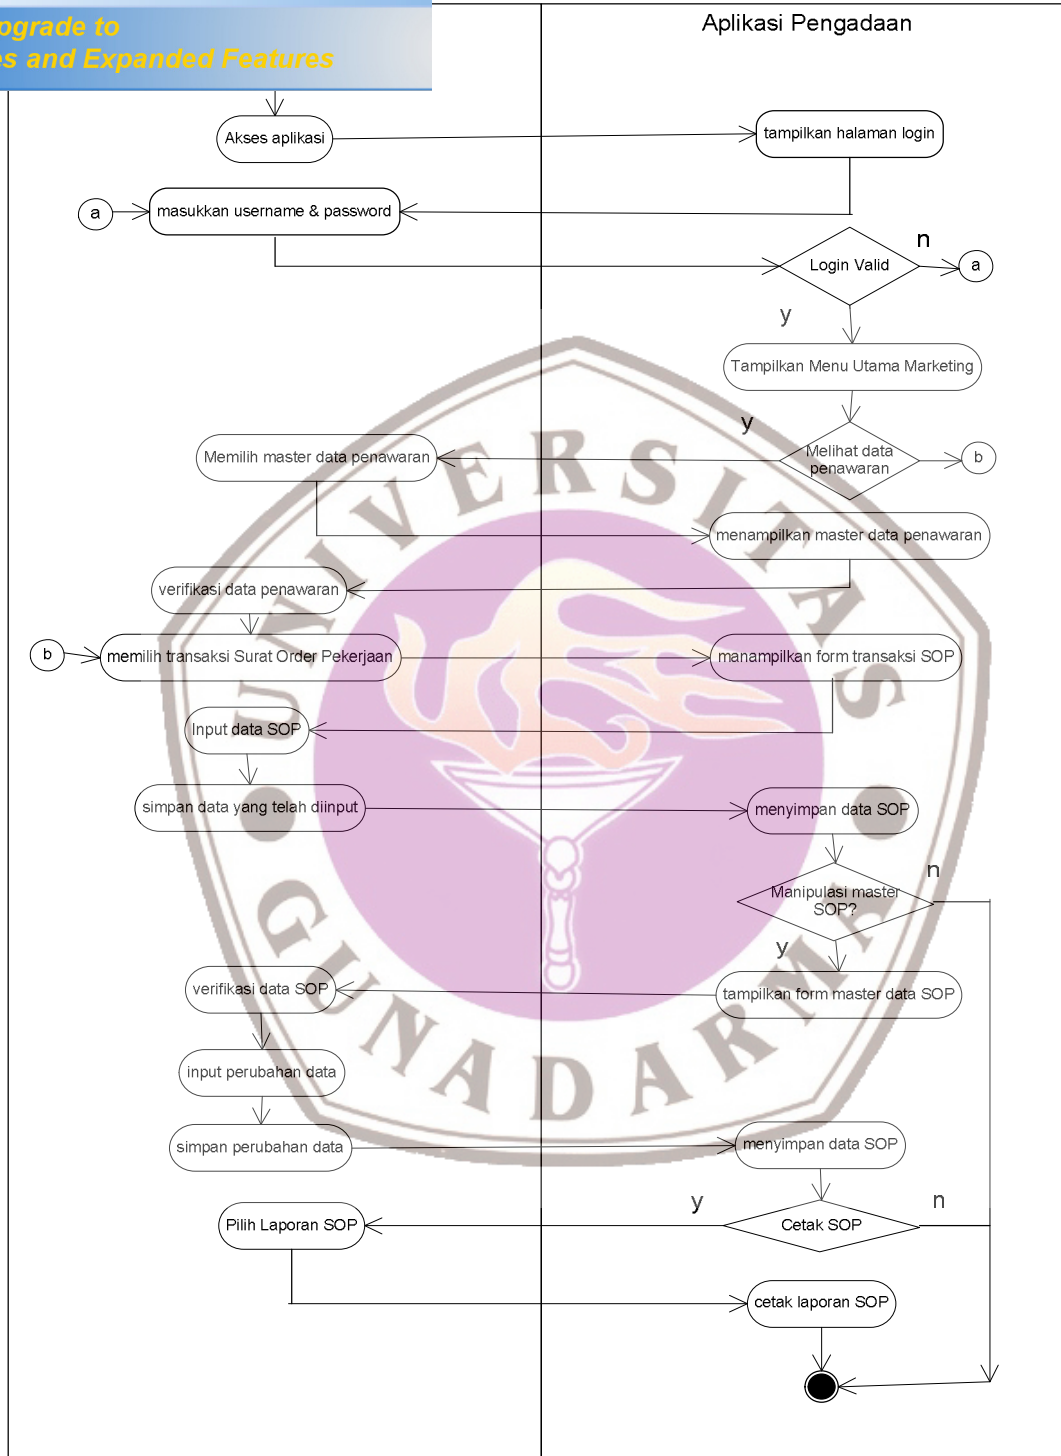 pgrade to
es and Expanded Features
Aplikasi Pengadaan
Akses aplikasi
tampilkan halaman login
a
masukkan username & password
n
Login Valid
a
y
Tampilkan Menu Utama Marketing
y
Memilih master data penawaran
Melihat data
penawaran
b
menampilkan master data penawaran
verifikasi data penawaran
b
memilih transaksi Surat Order Pekerjaan
manampilkan form transaksi SOP
Input data SOP
simpan data yang telah diinput
menyimpan data SOP
n
Manipulasi master
SOP?
y
verifikasi data SOP
tampilkan form master data SOP
input perubahan data
simpan perubahan data
menyimpan data SOP
y
n
Pilih Laporan SOP
Cetak SOP
cetak laporan SOP
UNIVERSITAS
GUNADARMA